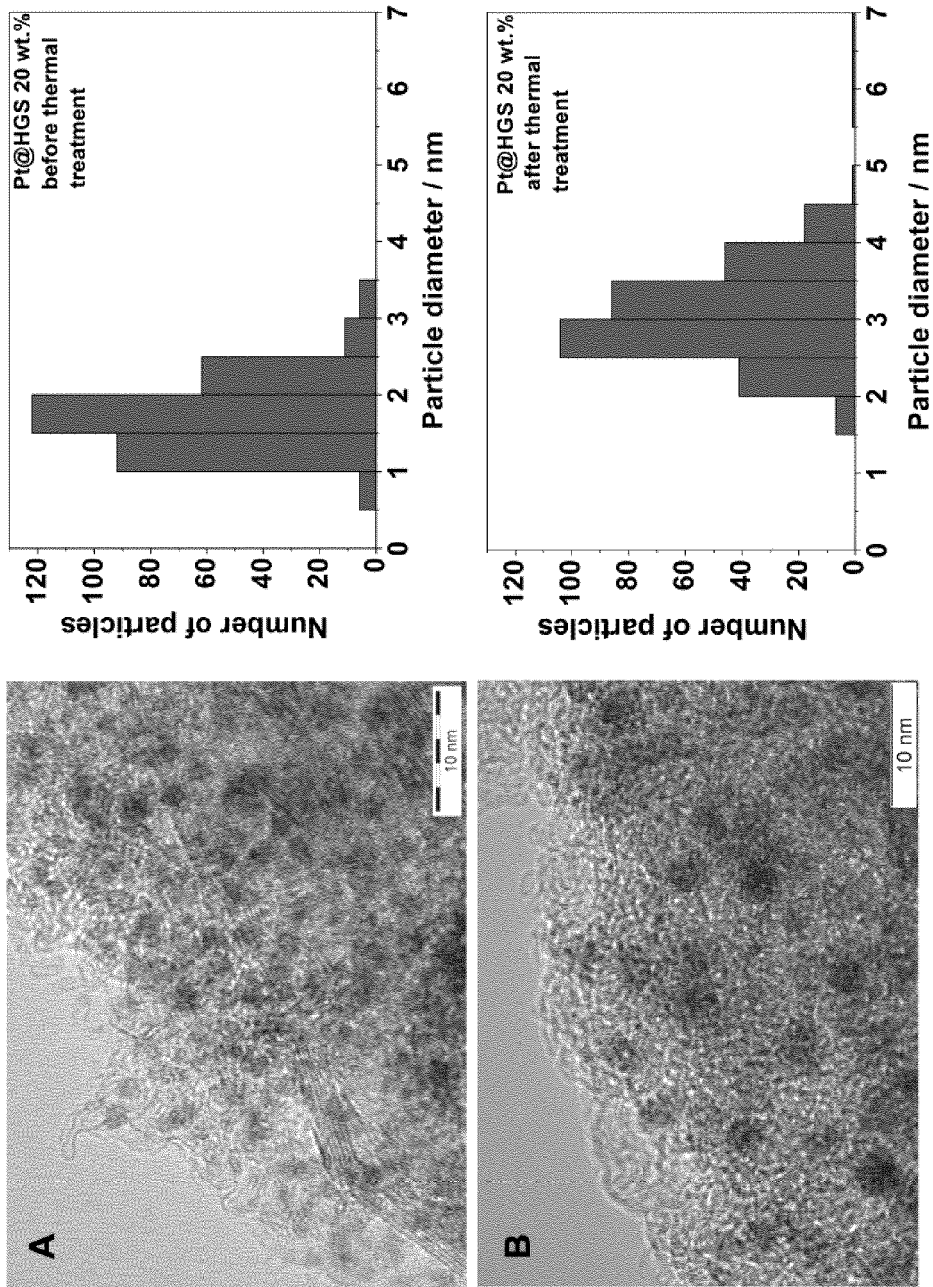 A
10 nm
Number of particles
120
100
80
60
40
20
0
0 1 2 3 4 5 6 7
Particle diameter / nm
Pt@HGS 20 wt.%
before thermal
treatment
B
10 nm
Number of particles
120
100
80
60
40
20
0
0 1 2 3 4 5 6 7
Particle diameter / nm
Pt@HGS 20 wt.%
after thermal
treatment